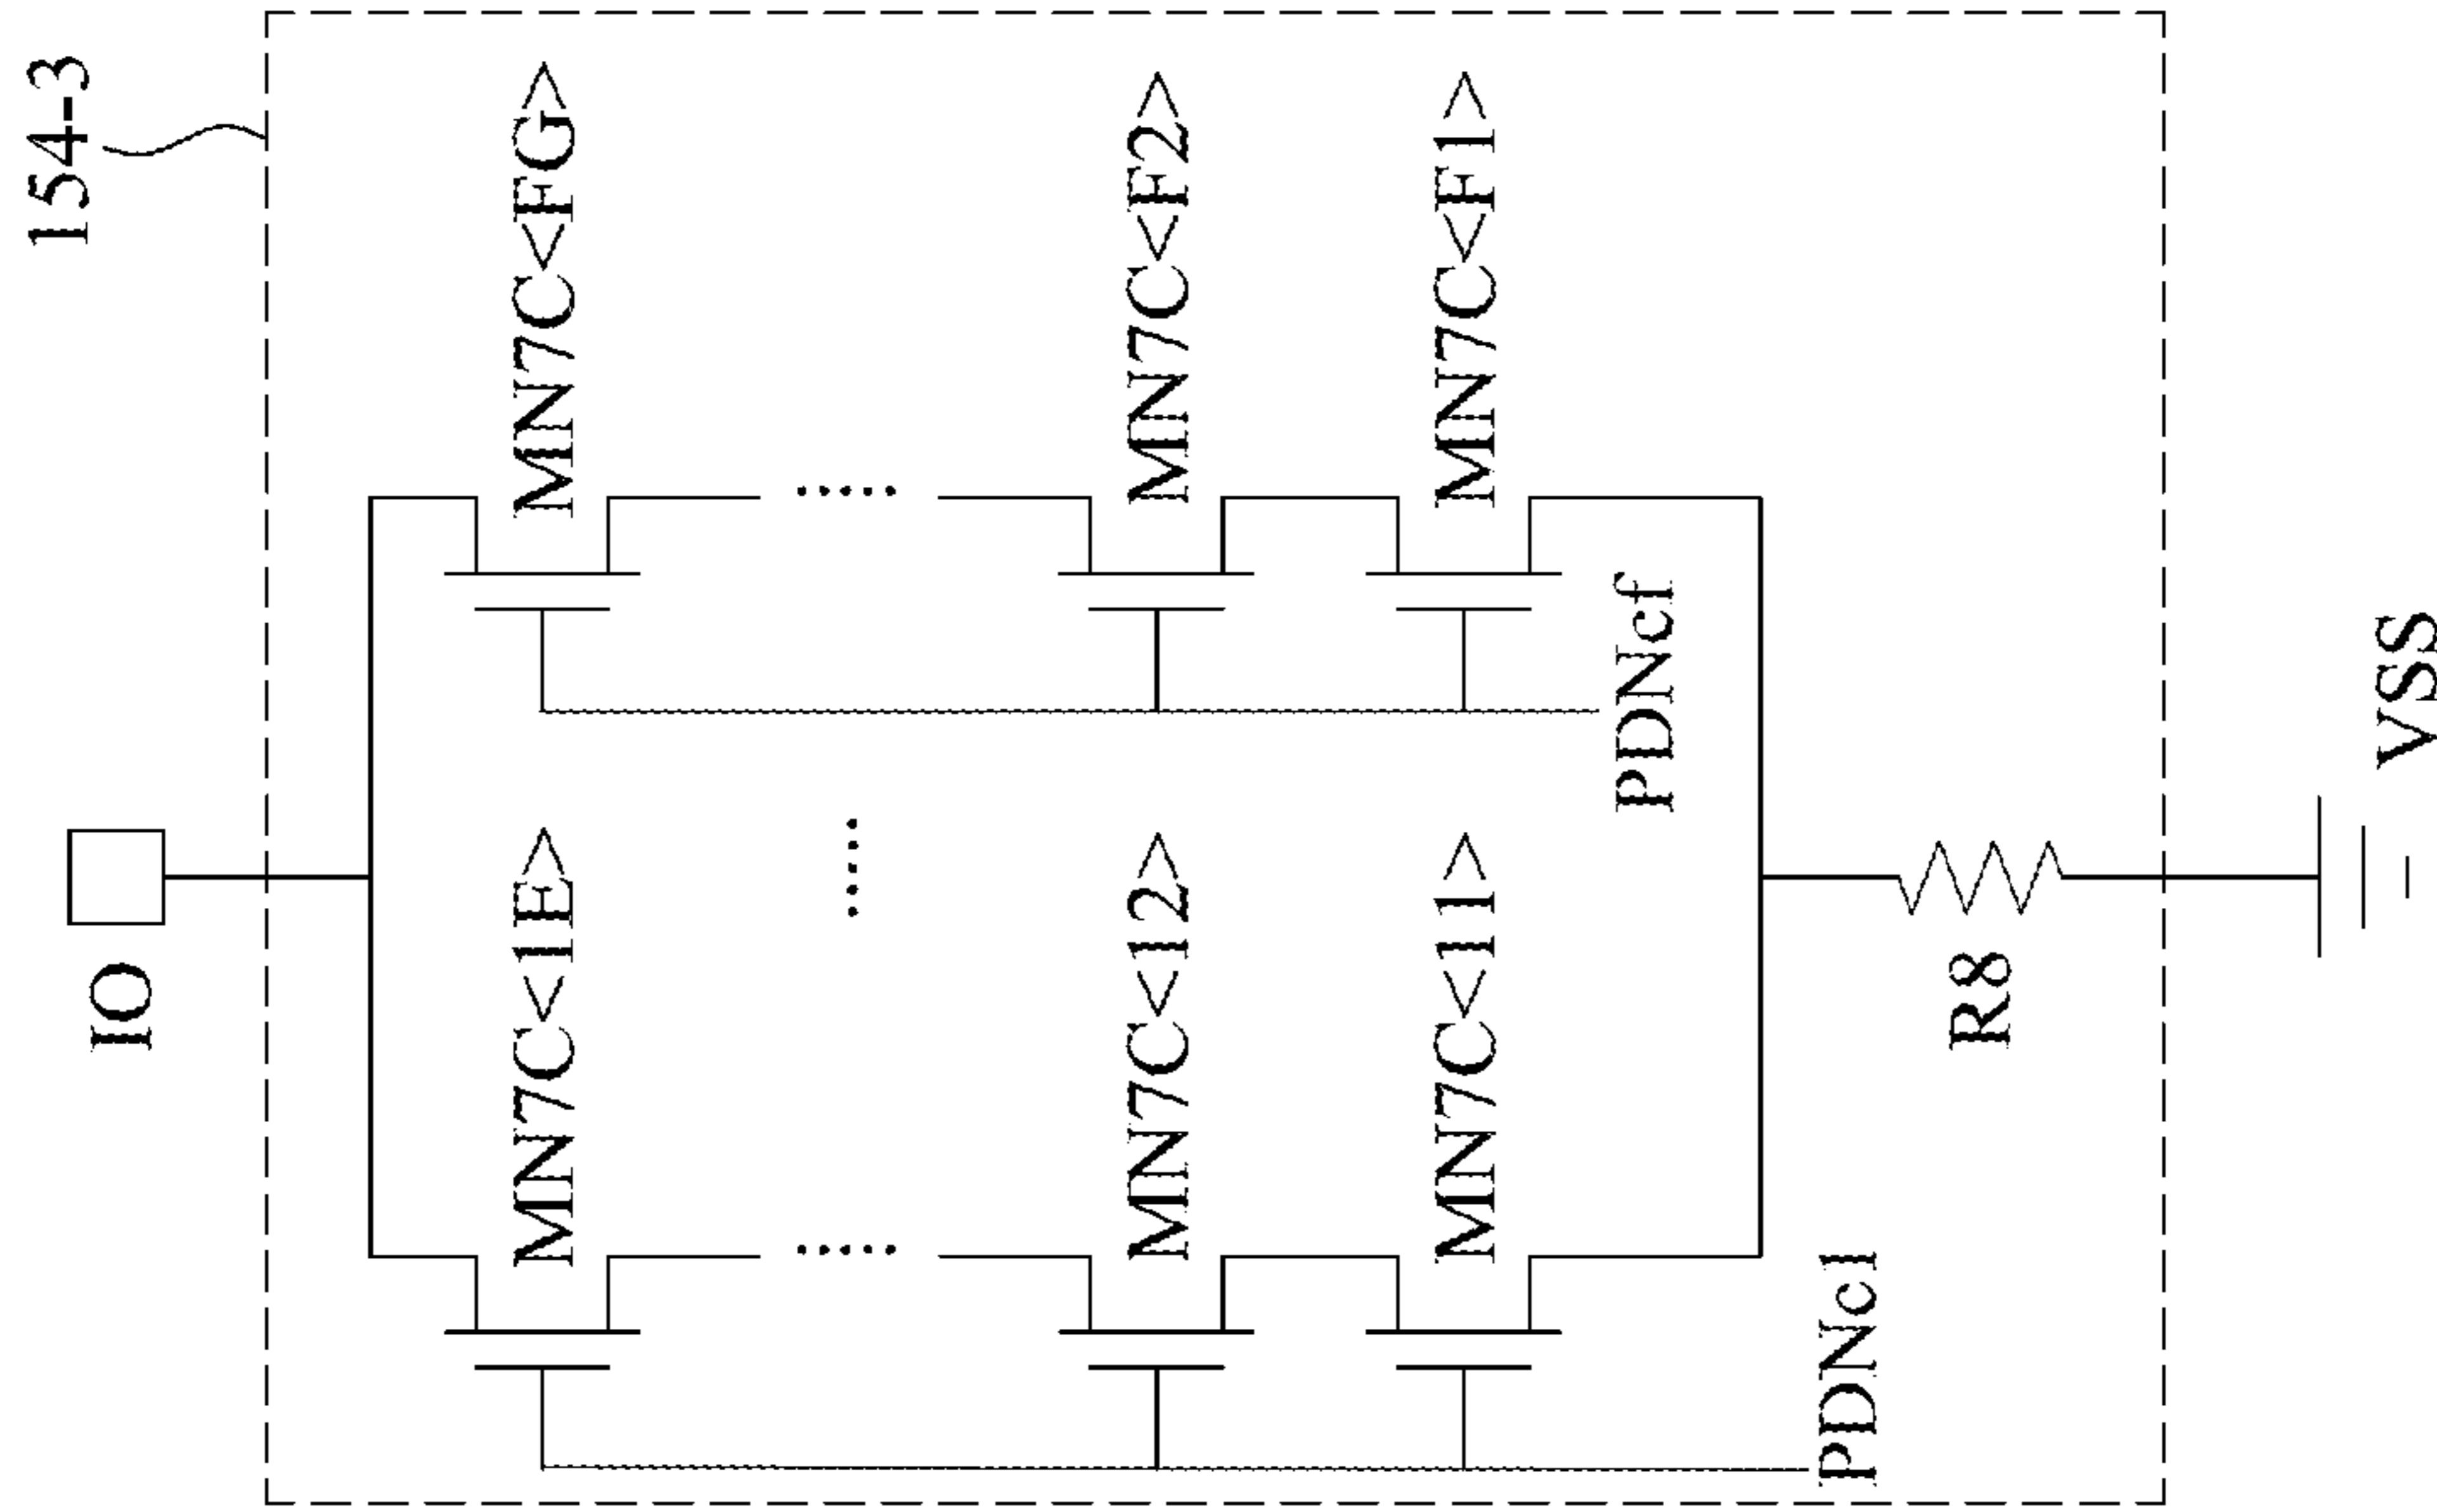 154-3
IO
MN7C<1E>
MN7C<FG>
MN7C<12>
MN7C<F2>
MN7C<11>
MN7C<F1>
PDNcf
PDNc1
R8
VSS